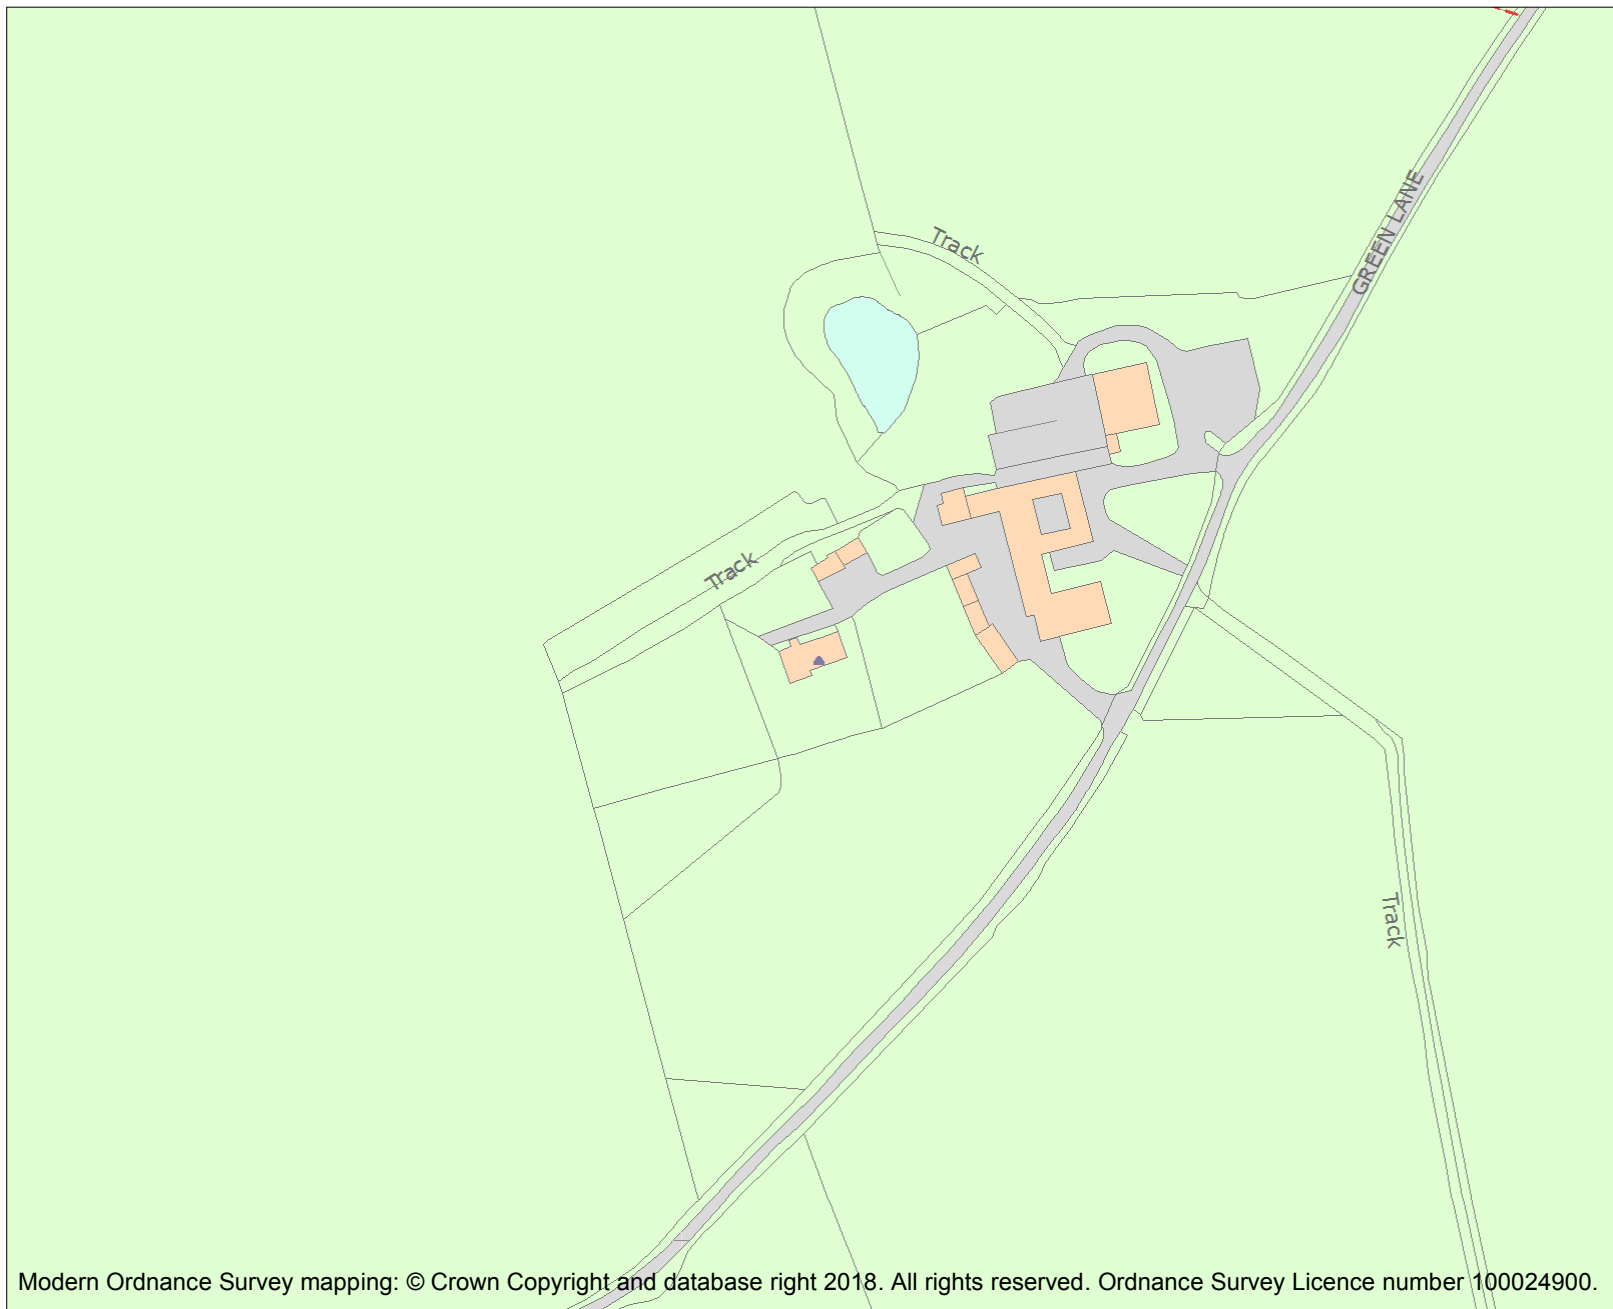 GREEN LANE
Track
Track
Track
Modern Ordnance Survey mapping: © Crown Copyright and database right 2018. All rights reserved. Ordnance Survey Licence number 100024900.